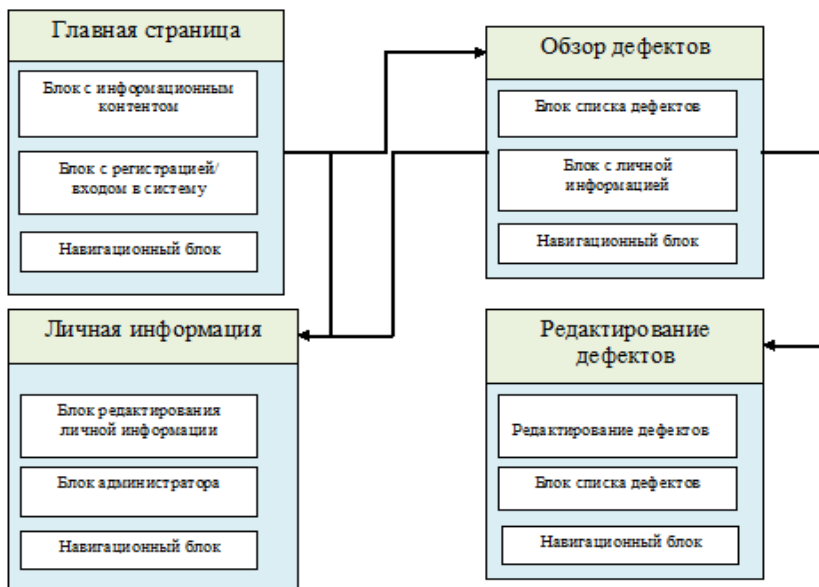 Главная страница
Блок с информационным
контентом
Блок с регистрацией/
входом в систему
Навигационный блок
Обзор дефектов
Блок списка дефектов
Блок с личной
информацией
Навигационный блок
Личная информация
Блок редактирования
личной информации
Блок администратора
Навигационный блок
Редактирование
дефектов
Редактирование дефектов
Блок списка дефектов
Навигационный блок